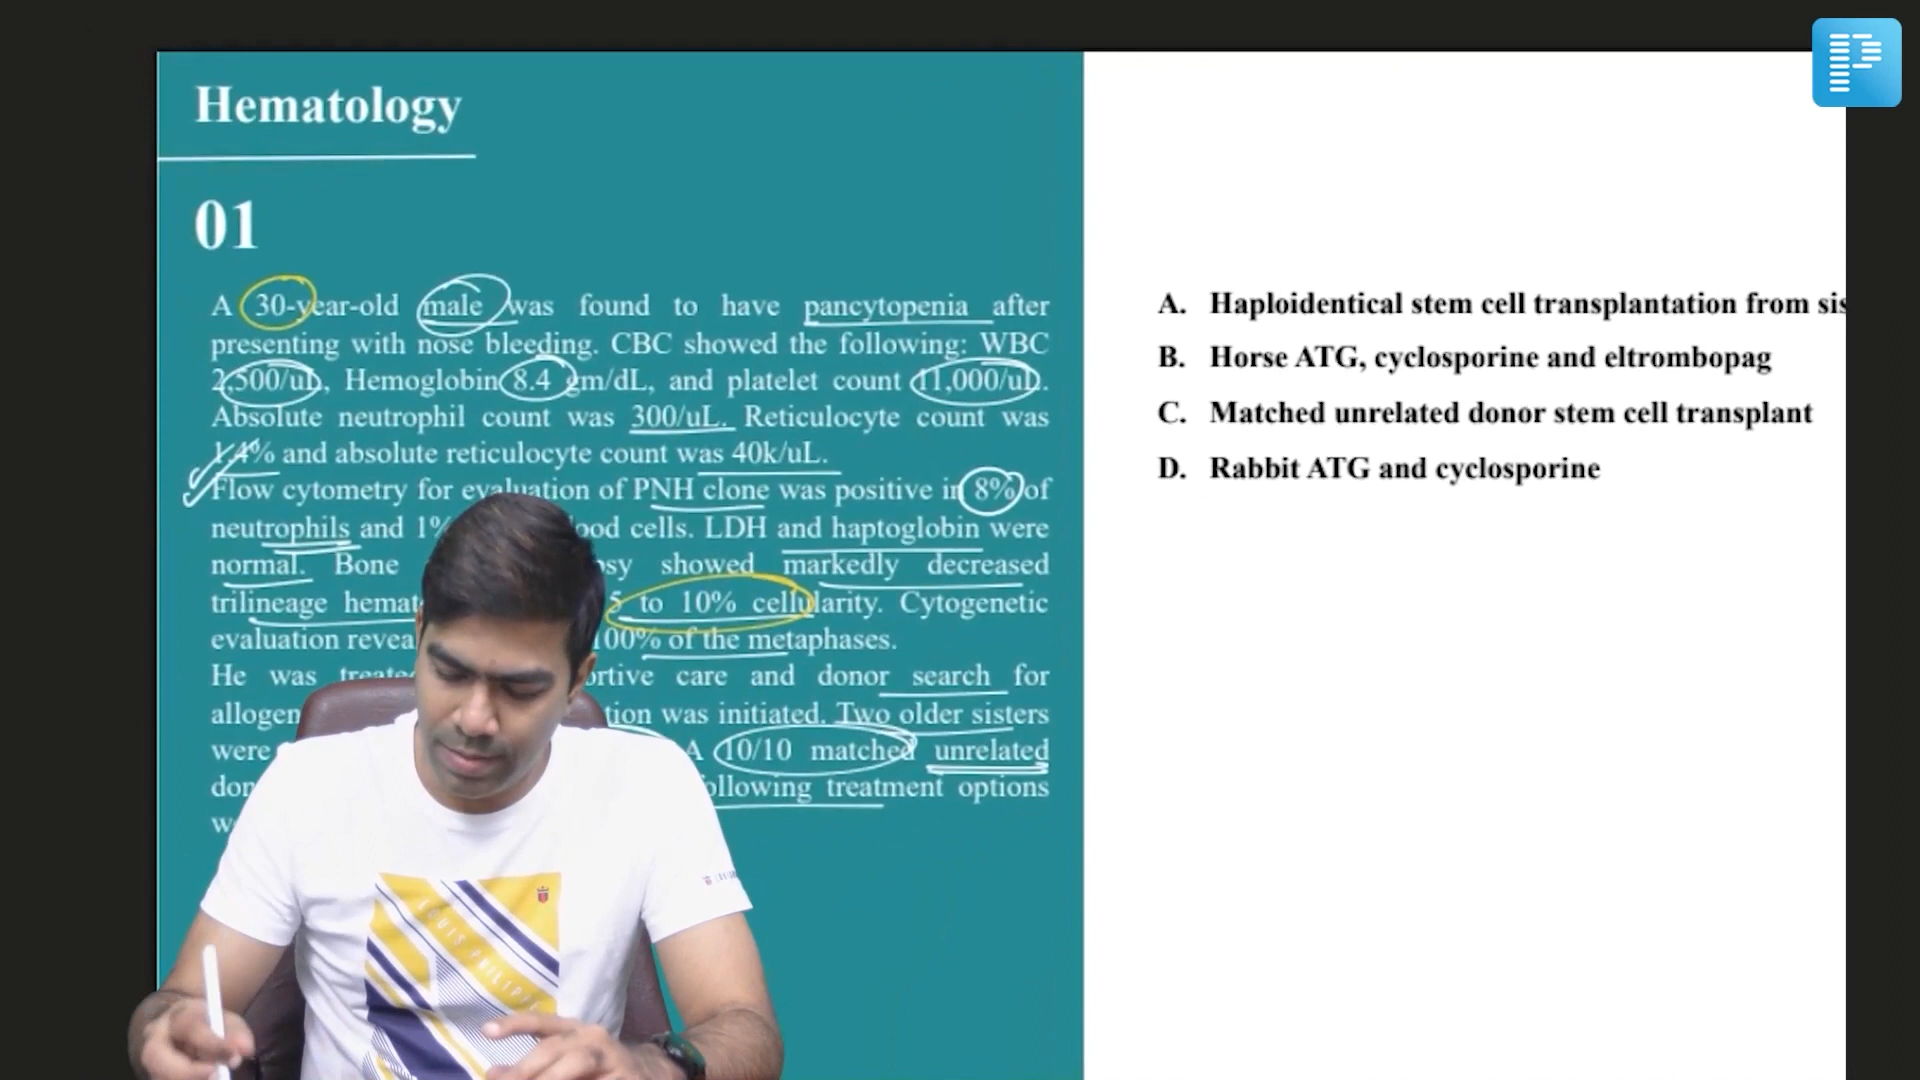 Hematology
01
A 30-year-old male was found to have pancytopenia after
presenting with nose bleeding. CBC showed the following: WBC
2,500/uL, Hemoglobin 8.4 gm/dL, and platelet count 11,000/uL.
Absolute neutrophil count was 300/uL. Reticulocyte count was
1.4% and absolute reticulocyte count was 40k/uL.
Flow cytometry for evaluation of PNH clone was positive in 8% of
neutrophils and 1% ood cells. LDH and haptoglobin were
normal. Bone sy showed markedly decreased
trilineage hemat 5 to 10% cellularity. Cytogenetic
evaluation revea 100% of the metaphases.
He was treate ortive care and donor search for
allogen tion was initiated. Two older sisters
were A 10/10 matched unrelated
don ollowing treatment options
w
A. Haploidentical stem cell transplantation from sis
B. Horse ATG, cyclosporine and eltrombopag
C. Matched unrelated donor stem cell transplant
D. Rabbit ATG and cyclosporine
LOUIS PHILIPPE